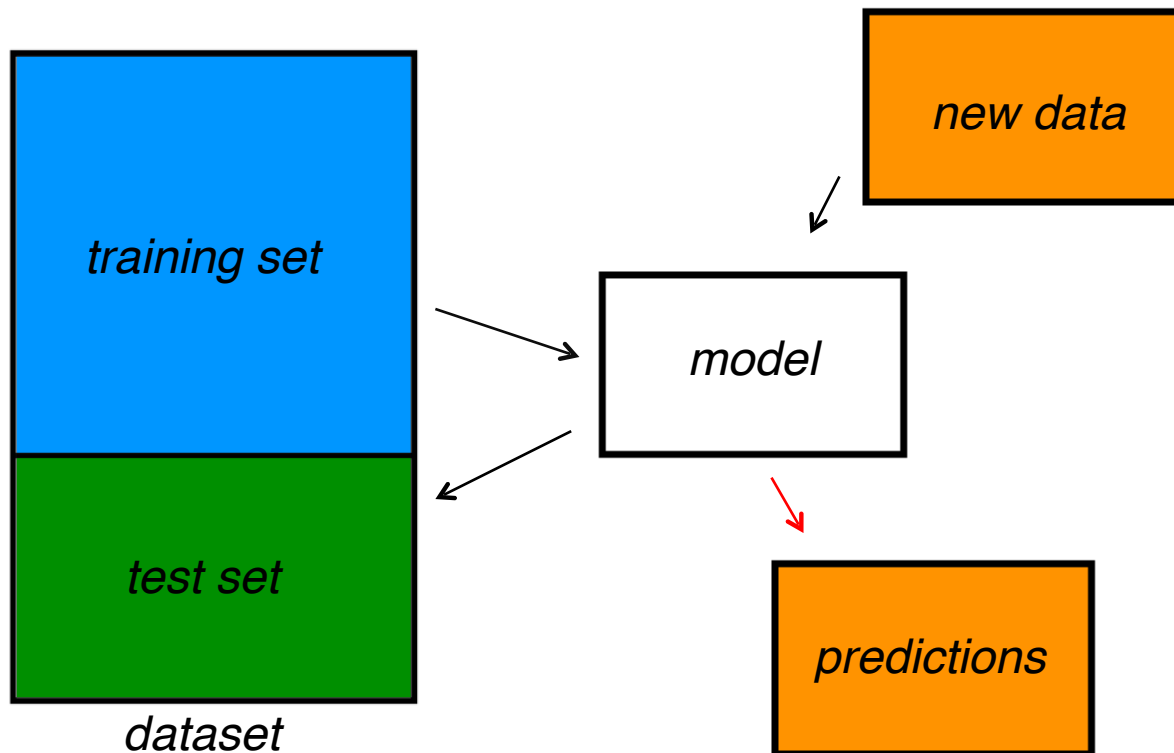 new data
training set
model
test set
predictions
dataset